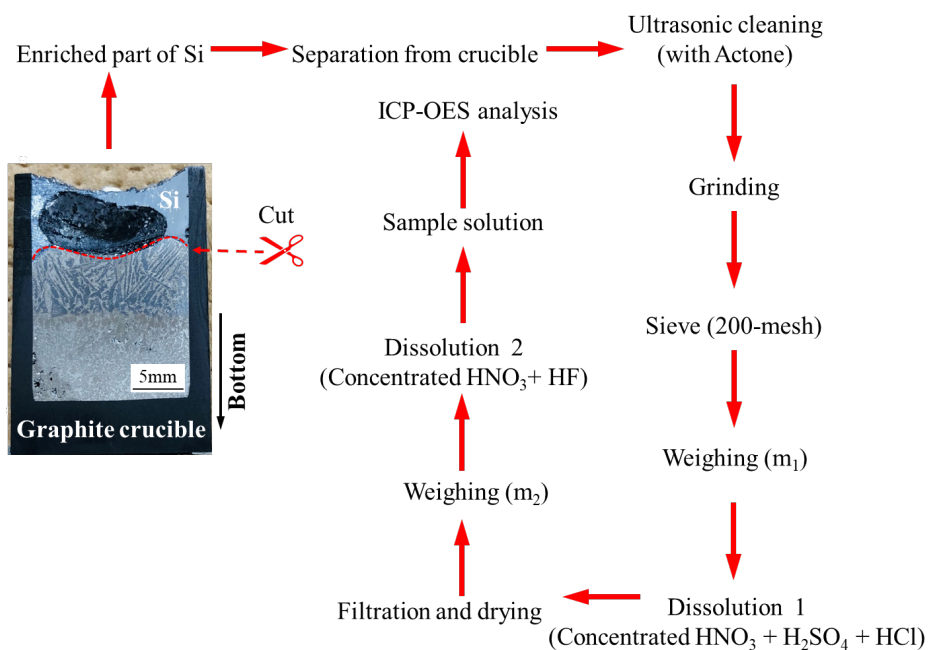 Enriched part of Si
Separation from crucible
Ultrasonic cleaning
(with Actone)
Grinding
Sieve (200-mesh)
Weighing (m₁)
Dissolution 1
(Concentrated HNO₃ + H₂SO₄ + HCl)
Filtration and drying
Weighing (m₂)
Dissolution 2
(Concentrated HNO₃+ HF)
Sample solution
ICP-OES analysis
Si
Cut
5mm
Bottom
Graphite crucible